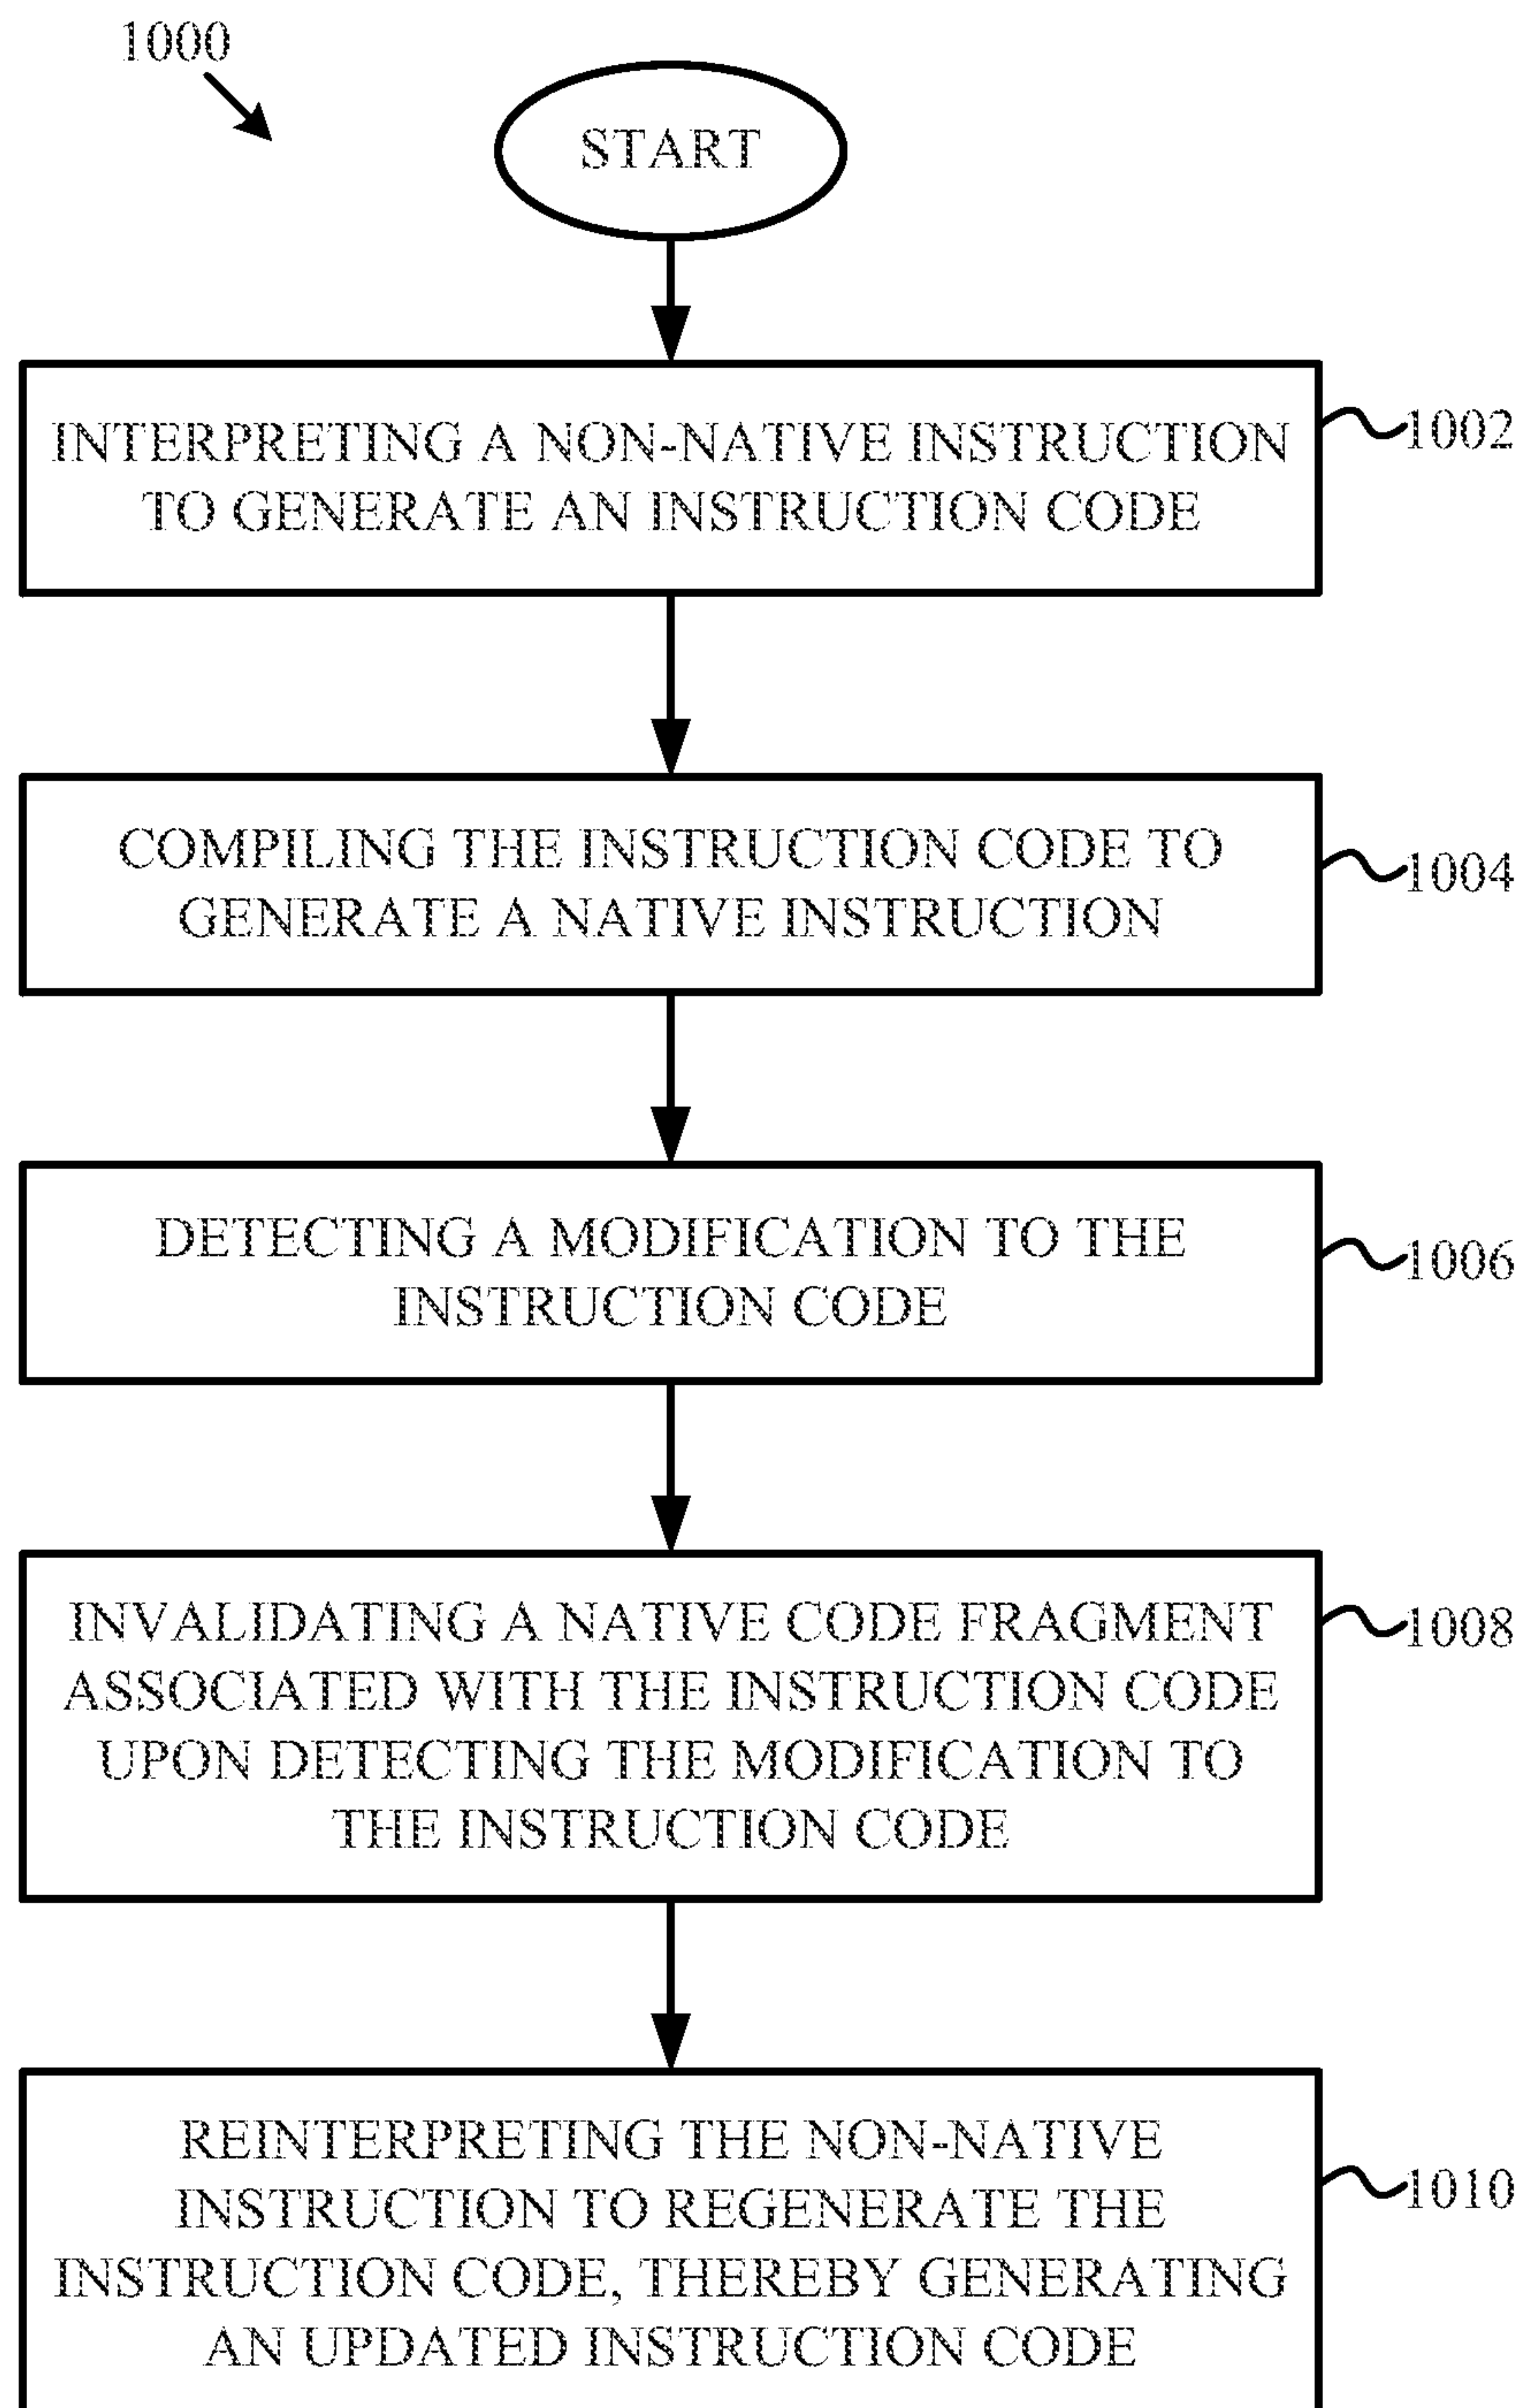 1000
START
INTERPRETING A NON-NATIVE INSTRUCTION
TO GENERATE AN INSTRUCTION CODE
1002
COMPILING THE INSTRUCTION CODE TO
GENERATE A NATIVE INSTRUCTION
1004
DETECTING A MODIFICATION TO THE
INSTRUCTION CODE
1006
INVALIDATING A NATIVE CODE FRAGMENT
ASSOCIATED WITH THE INSTRUCTION CODE
UPON DETECTING THE MODIFICATION TO
THE INSTRUCTION CODE
1008
REINTERPRETING THE NON-NATIVE
INSTRUCTION TO REGENERATE THE
INSTRUCTION CODE, THEREBY GENERATING
AN UPDATED INSTRUCTION CODE
1010